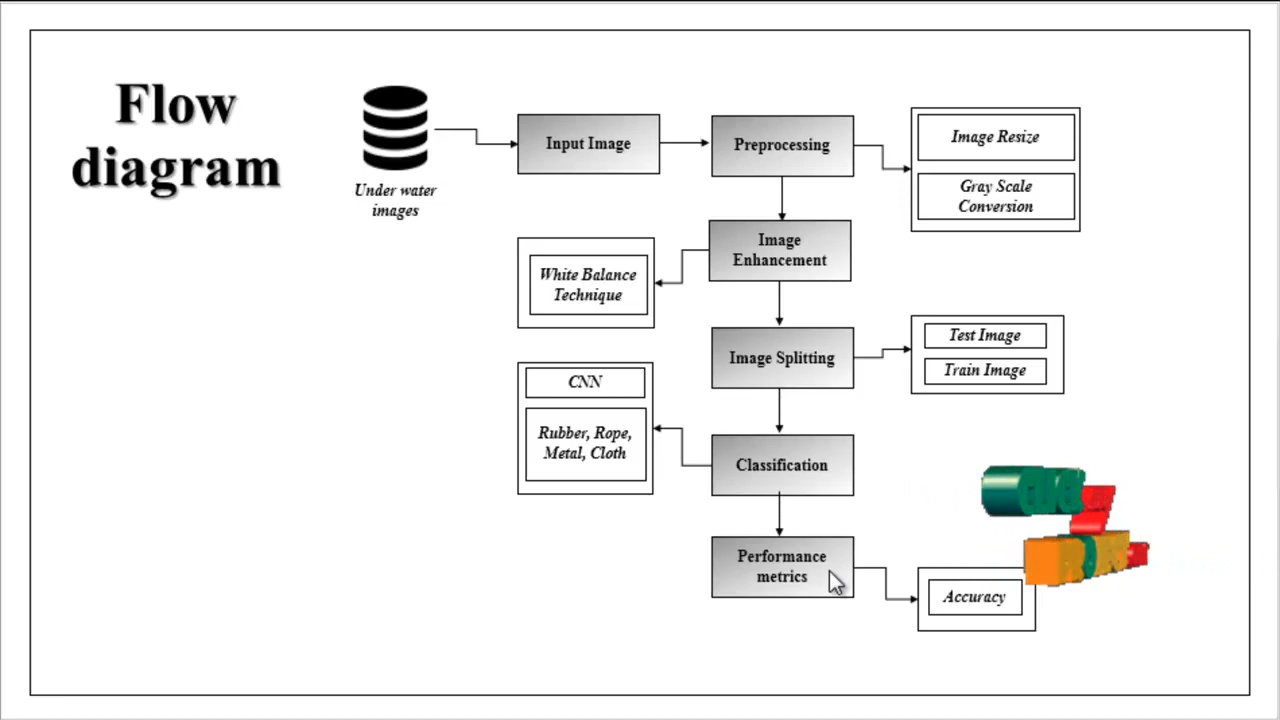 Flow
diagram
Under water
images
Input Image
Preprocessing
Image Resize
Gray Scale
Conversion
Image
Enhancement
White Balance
Technique
Image Splitting
Test Image
Train Image
CNN
Rubber, Rope,
Metal, Cloth
Classification
Performance
metrics
Accuracy